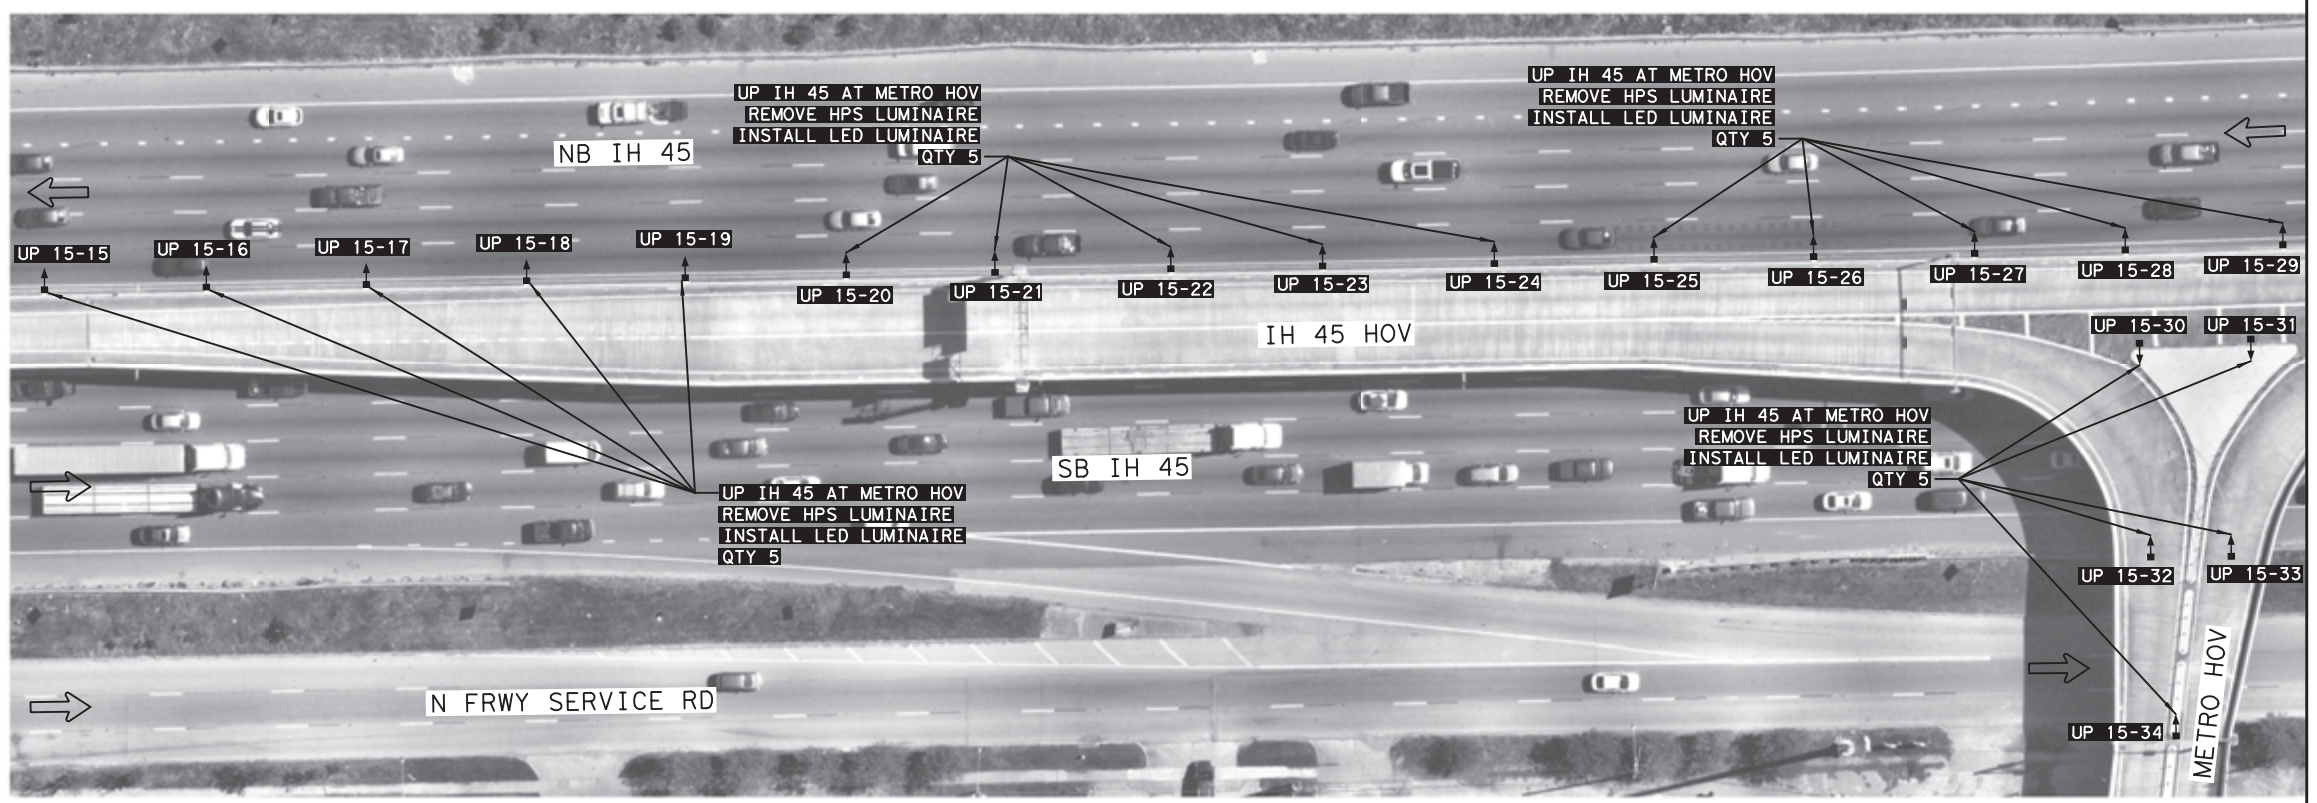 UP IH 45 AT METRO HOV
REMOVE HPS LUMINAIRE
INSTALL LED LUMINAIRE
QTY 5
UP IH 45 AT METRO HOV
REMOVE HPS LUMINAIRE
INSTALL LED LUMINAIRE
QTY 5
NB IH 45
UP 15-15
UP 15-16
UP 15-17
UP 15-18
UP 15-19
UP 15-20
UP 15-21
UP 15-22
UP 15-23
UP 15-24
UP 15-25
UP 15-26
UP 15-27
UP 15-28
UP 15-29
IH 45 HOV
UP 15-30
UP 15-31
UP IH 45 AT METRO HOV
REMOVE HPS LUMINAIRE
INSTALL LED LUMINAIRE
QTY 5
SB IH 45
UP IH 45 AT METRO HOV
REMOVE HPS LUMINAIRE
INSTALL LED LUMINAIRE
QTY 5
UP 15-32
UP 15-33
N FRWY SERVICE RD
UP 15-34
METRO HOV